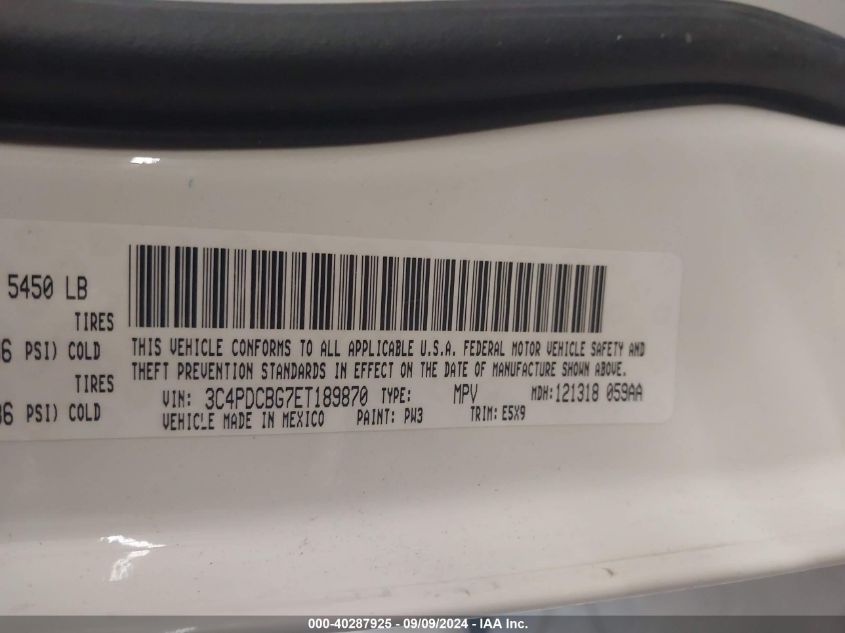 5450 LB
TIRES
PSI) COLD
TIRES
PSI) COLD
THIS VEHICLE CONFORMS TO ALL APPLICABLE U.S.A. FEDERAL MOTOR VEHICLE SAFETY AND
THEFT PREVENTION STANDARDS IN EFFECT ON THE DATE OF MANUFACTURE SHOWN ABOVE.
VIN: 3C4PDCBG7ET189870 TYPE: MPV MDH:121318 059AA
VEHICLE MADE IN MEXICO PAINT: PW3 TRIM: E5X9
000-40287925 - 09/09/2024 - IAA Inc.